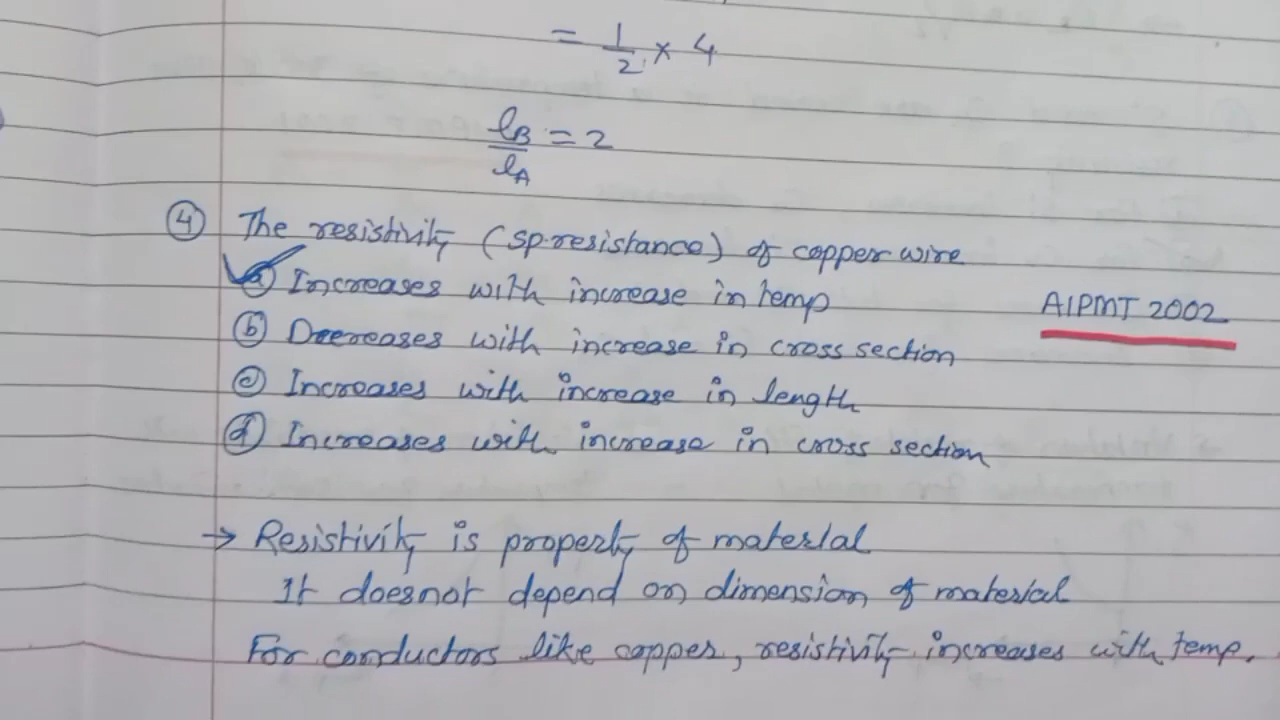 = 1/2 × 4
lB/lA = 2
④ The resistivity (sp. resistance) of copper wire
ⓐ Increases with increase in temp
AIPMT 2002
ⓑ Decreases with increase in cross section
ⓒ Increases with increase in length
ⓓ Increases with increase in cross section
→ Resistivity is property of material
It doesnot depend on dimension of material
For conductors like copper, resistivity increases with temp.